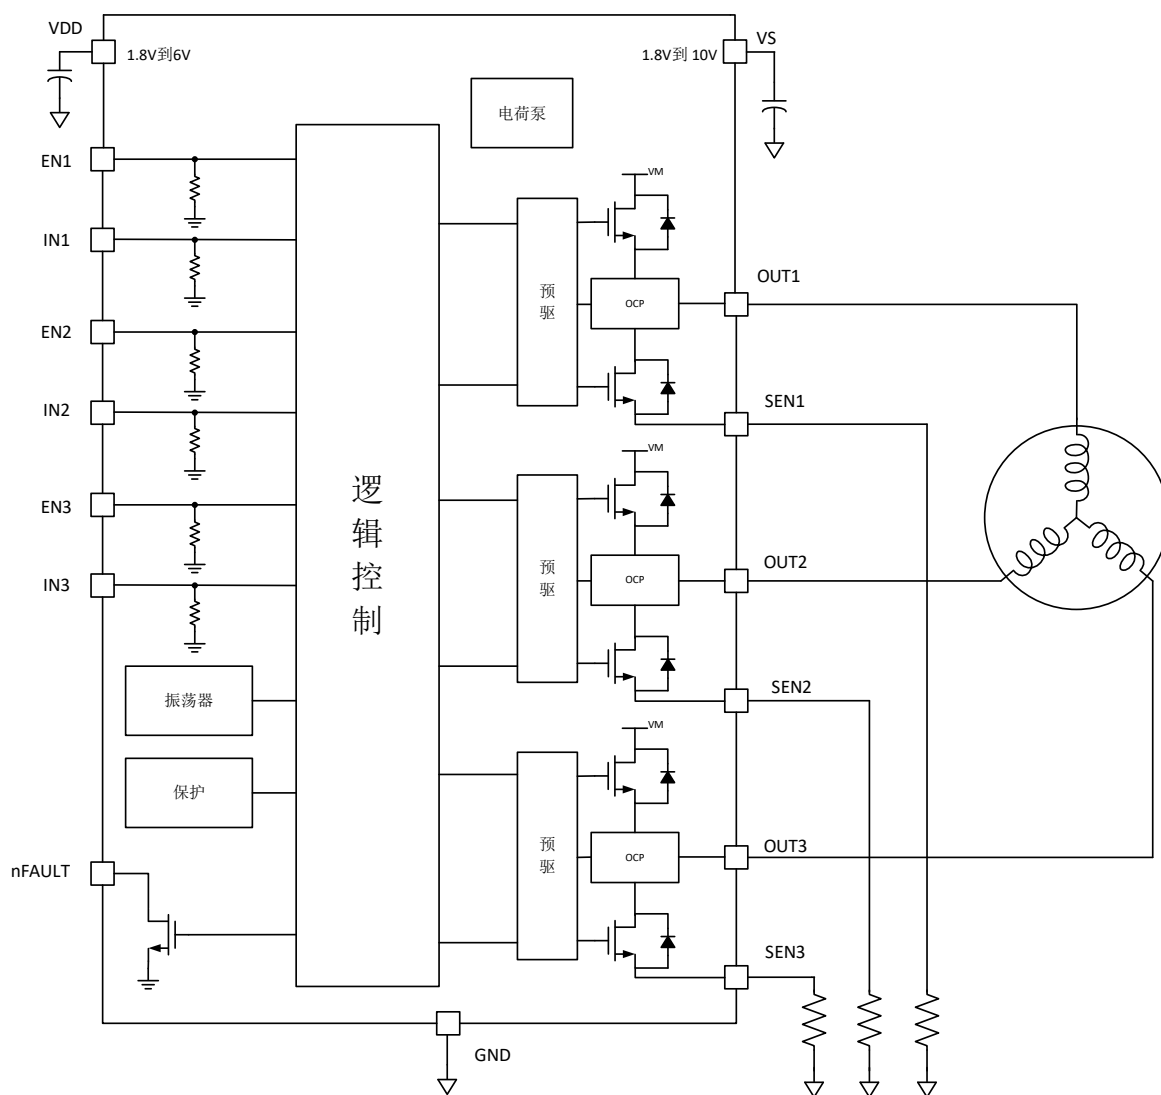 VDD
1.8V到6V
1.8V到 10V
VS
电荷泵
EN1
IN1
EN2
IN2
EN3
IN3
逻辑控制
振荡器
保护
nFAULT
VM
预驱
OCP
OUT1
SEN1
VM
预驱
OCP
OUT2
SEN2
VM
预驱
OCP
OUT3
SEN3
GND